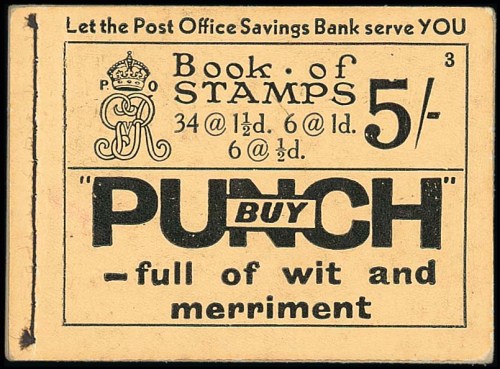 Let the Post Office Savings Bank serve YOU
3
P. O
GRV
Book · of
STAMPS
34 @ 1½d. 6 @ 1d.
6 @ ½d.
5/-
"PUNCH"
BUY
-full of wit and
merriment